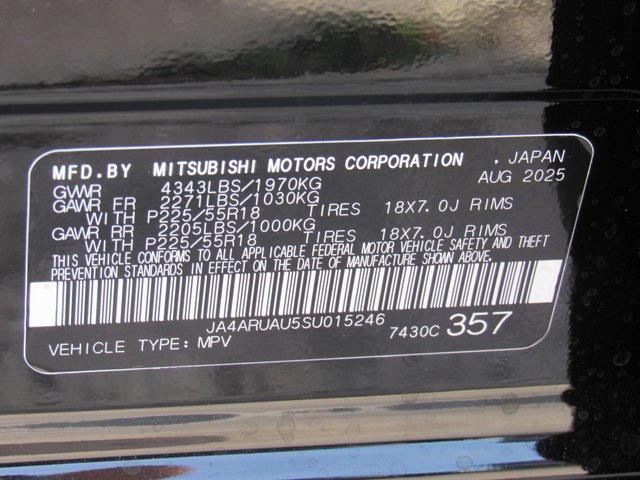 MFD.BY MITSUBISHI MOTORS CORPORATION . JAPAN
GVWR 4343LBS/1970KG AUG 2025
GAWR FR 2271LBS/1030KG
WITH P225/55R18 TIRES 18X7.0J RIMS
GAWR RR 2205LBS/1000KG
WITH P225/55R18 TIRES 18X7.0J RIMS
THIS VEHICLE CONFORMS TO ALL APPLICABLE FEDERAL MOTOR VEHICLE SAFETY AND THEFT
PREVENTION STANDARDS IN EFFECT ON THE DATE OF MANUFACTURE SHOWN ABOVE.
JA4ARUAU5SU015246
VEHICLE TYPE: MPV 7430C 357